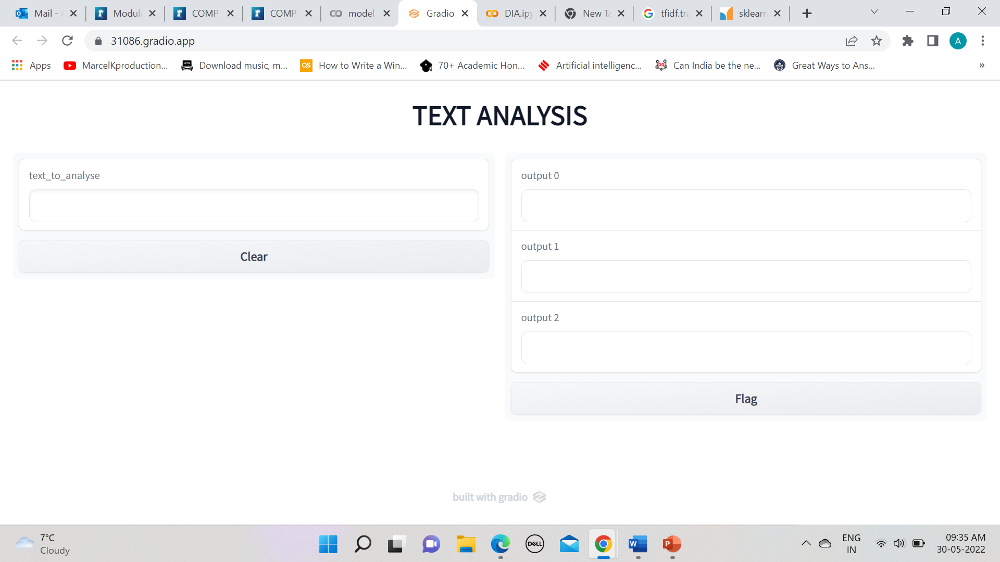 Mail - /
Modul
COMP-
COMP-
model_
Gradio
DIA.ipy
New Ta
tfidf.tra
sklearn
31086.gradio.app
A
Apps
MarcelKproduction...
Download music, m...
QS
How to Write a Win...
70+ Academic Hon...
Artificial intelligenc...
Can India be the ne...
Great Ways to Ans...
»
TEXT ANALYSIS
text_to_analyse
Clear
output 0
output 1
output 2
Flag
built with gradio
7°C
Cloudy
DELL
W
P
ENG
IN
09:35 AM
30-05-2022